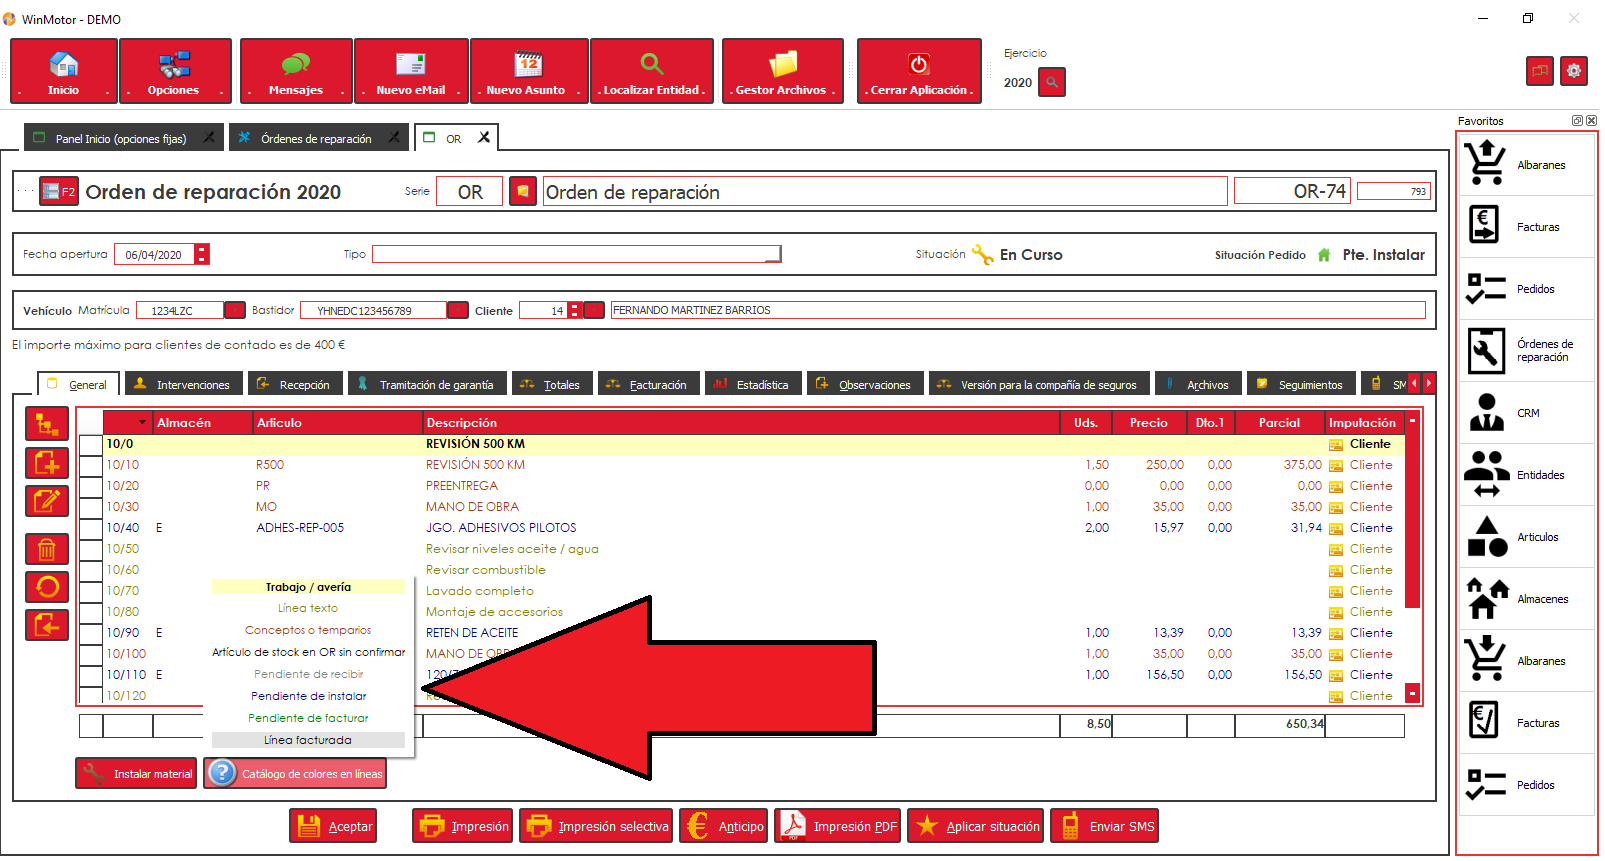 WinMotor - DEMO
. Inicio .
. Opciones .
. Mensajes .
. Nuevo eMail .
. Nuevo Asunto .
. Localizar Entidad .
. Gestor Archivos .
. Cerrar Aplicación .
Ejercicio
2020
12
Panel Inicio (opciones fijas)
Órdenes de reparación
OR
F2
Orden de reparación 2020
Serie
OR
Orden de reparación
OR-74
793
Fecha apertura
06/04/2020
Tipo
Situación
En Curso
Situación Pedido
Pte. Instalar
Vehículo
Matrícula
1234LZC
Bastidor
YHNEDC123456789
Cliente
14
FERNANDO MARTINEZ BARRIOS
El importe máximo para clientes de contado es de 400 €
General
Intervenciones
Recepción
Tramitación de garantía
Totales
Facturación
Estadística
Observaciones
Versión para la compañía de seguros
Archivos
Seguimientos
SM
Almacén Articulo Descripción Uds. Precio Dto.1 Parcial Imputación
10/0 REVISIÓN 500 KM Cliente
10/10 R500 REVISIÓN 500 KM 1,50 250,00 0,00 375,00 Cliente
10/20 PR PREENTREGA 0,00 0,00 0,00 0,00 Cliente
10/30 MO MANO DE OBRA 1,00 35,00 0,00 35,00 Cliente
10/40 E ADHES-REP-005 JGO. ADHESIVOS PILOTOS 2,00 15,97 0,00 31,94 Cliente
10/50 Revisar niveles aceite / agua Cliente
10/60 Revisar combustible Cliente
10/70 Lavado completo Cliente
10/80 Montaje de accesorios Cliente
10/90 E RETEN DE ACEITE 1,00 13,39 0,00 13,39 Cliente
10/100 MANO DE 1,00 35,00 0,00 35,00 Cliente
10/110 E 1,00 156,50 0,00 156,50 Cliente
10/120 Cliente
8,50 650,34
Trabajo / avería
Línea texto
Conceptos o temparios
Artículo de stock en OR sin confirmar
Pendiente de recibir
Pendiente de instalar
Pendiente de facturar
Línea facturada
Instalar material
Catálogo de colores en líneas
Aceptar
Impresión
Impresión selectiva
Anticipo
PDF
Impresión PDF
Aplicar situación
Enviar SMS
Favoritos
Albaranes
Facturas
Pedidos
Órdenes de
reparación
CRM
Entidades
Articulos
Almacenes
Albaranes
Facturas
Pedidos